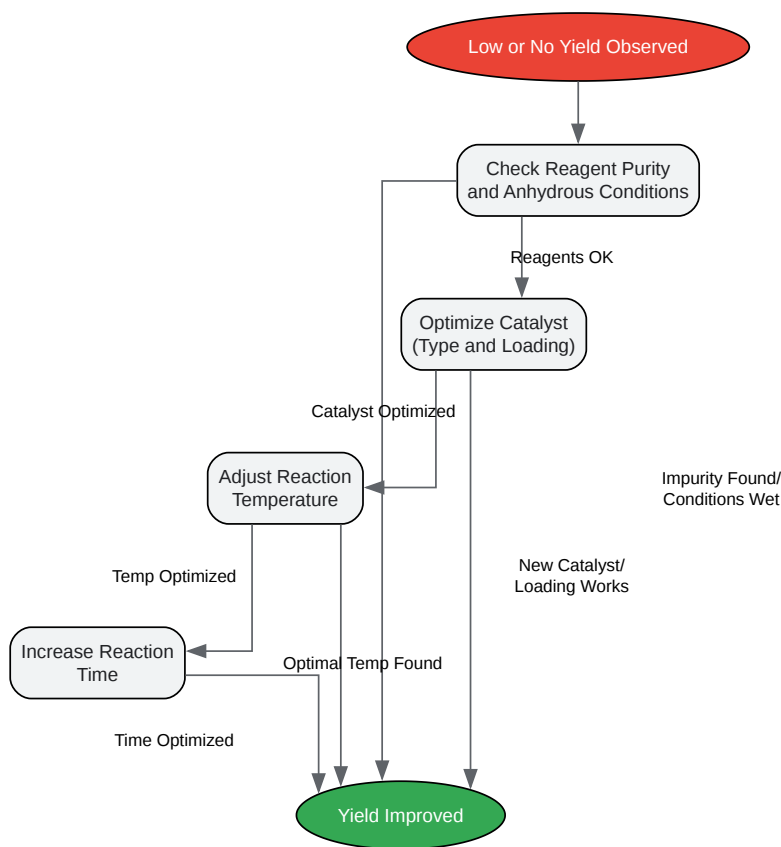 Low or No Yield Observed
Check Reagent Purity
and Anhydrous Conditions
Reagents OK
Optimize Catalyst
(Type and Loading)
Catalyst Optimized
Adjust Reaction
Temperature
Impurity Found/
Conditions Wet
Temp Optimized
New Catalyst/
Loading Works
Increase Reaction
Time
Optimal Temp Found
Time Optimized
Yield Improved